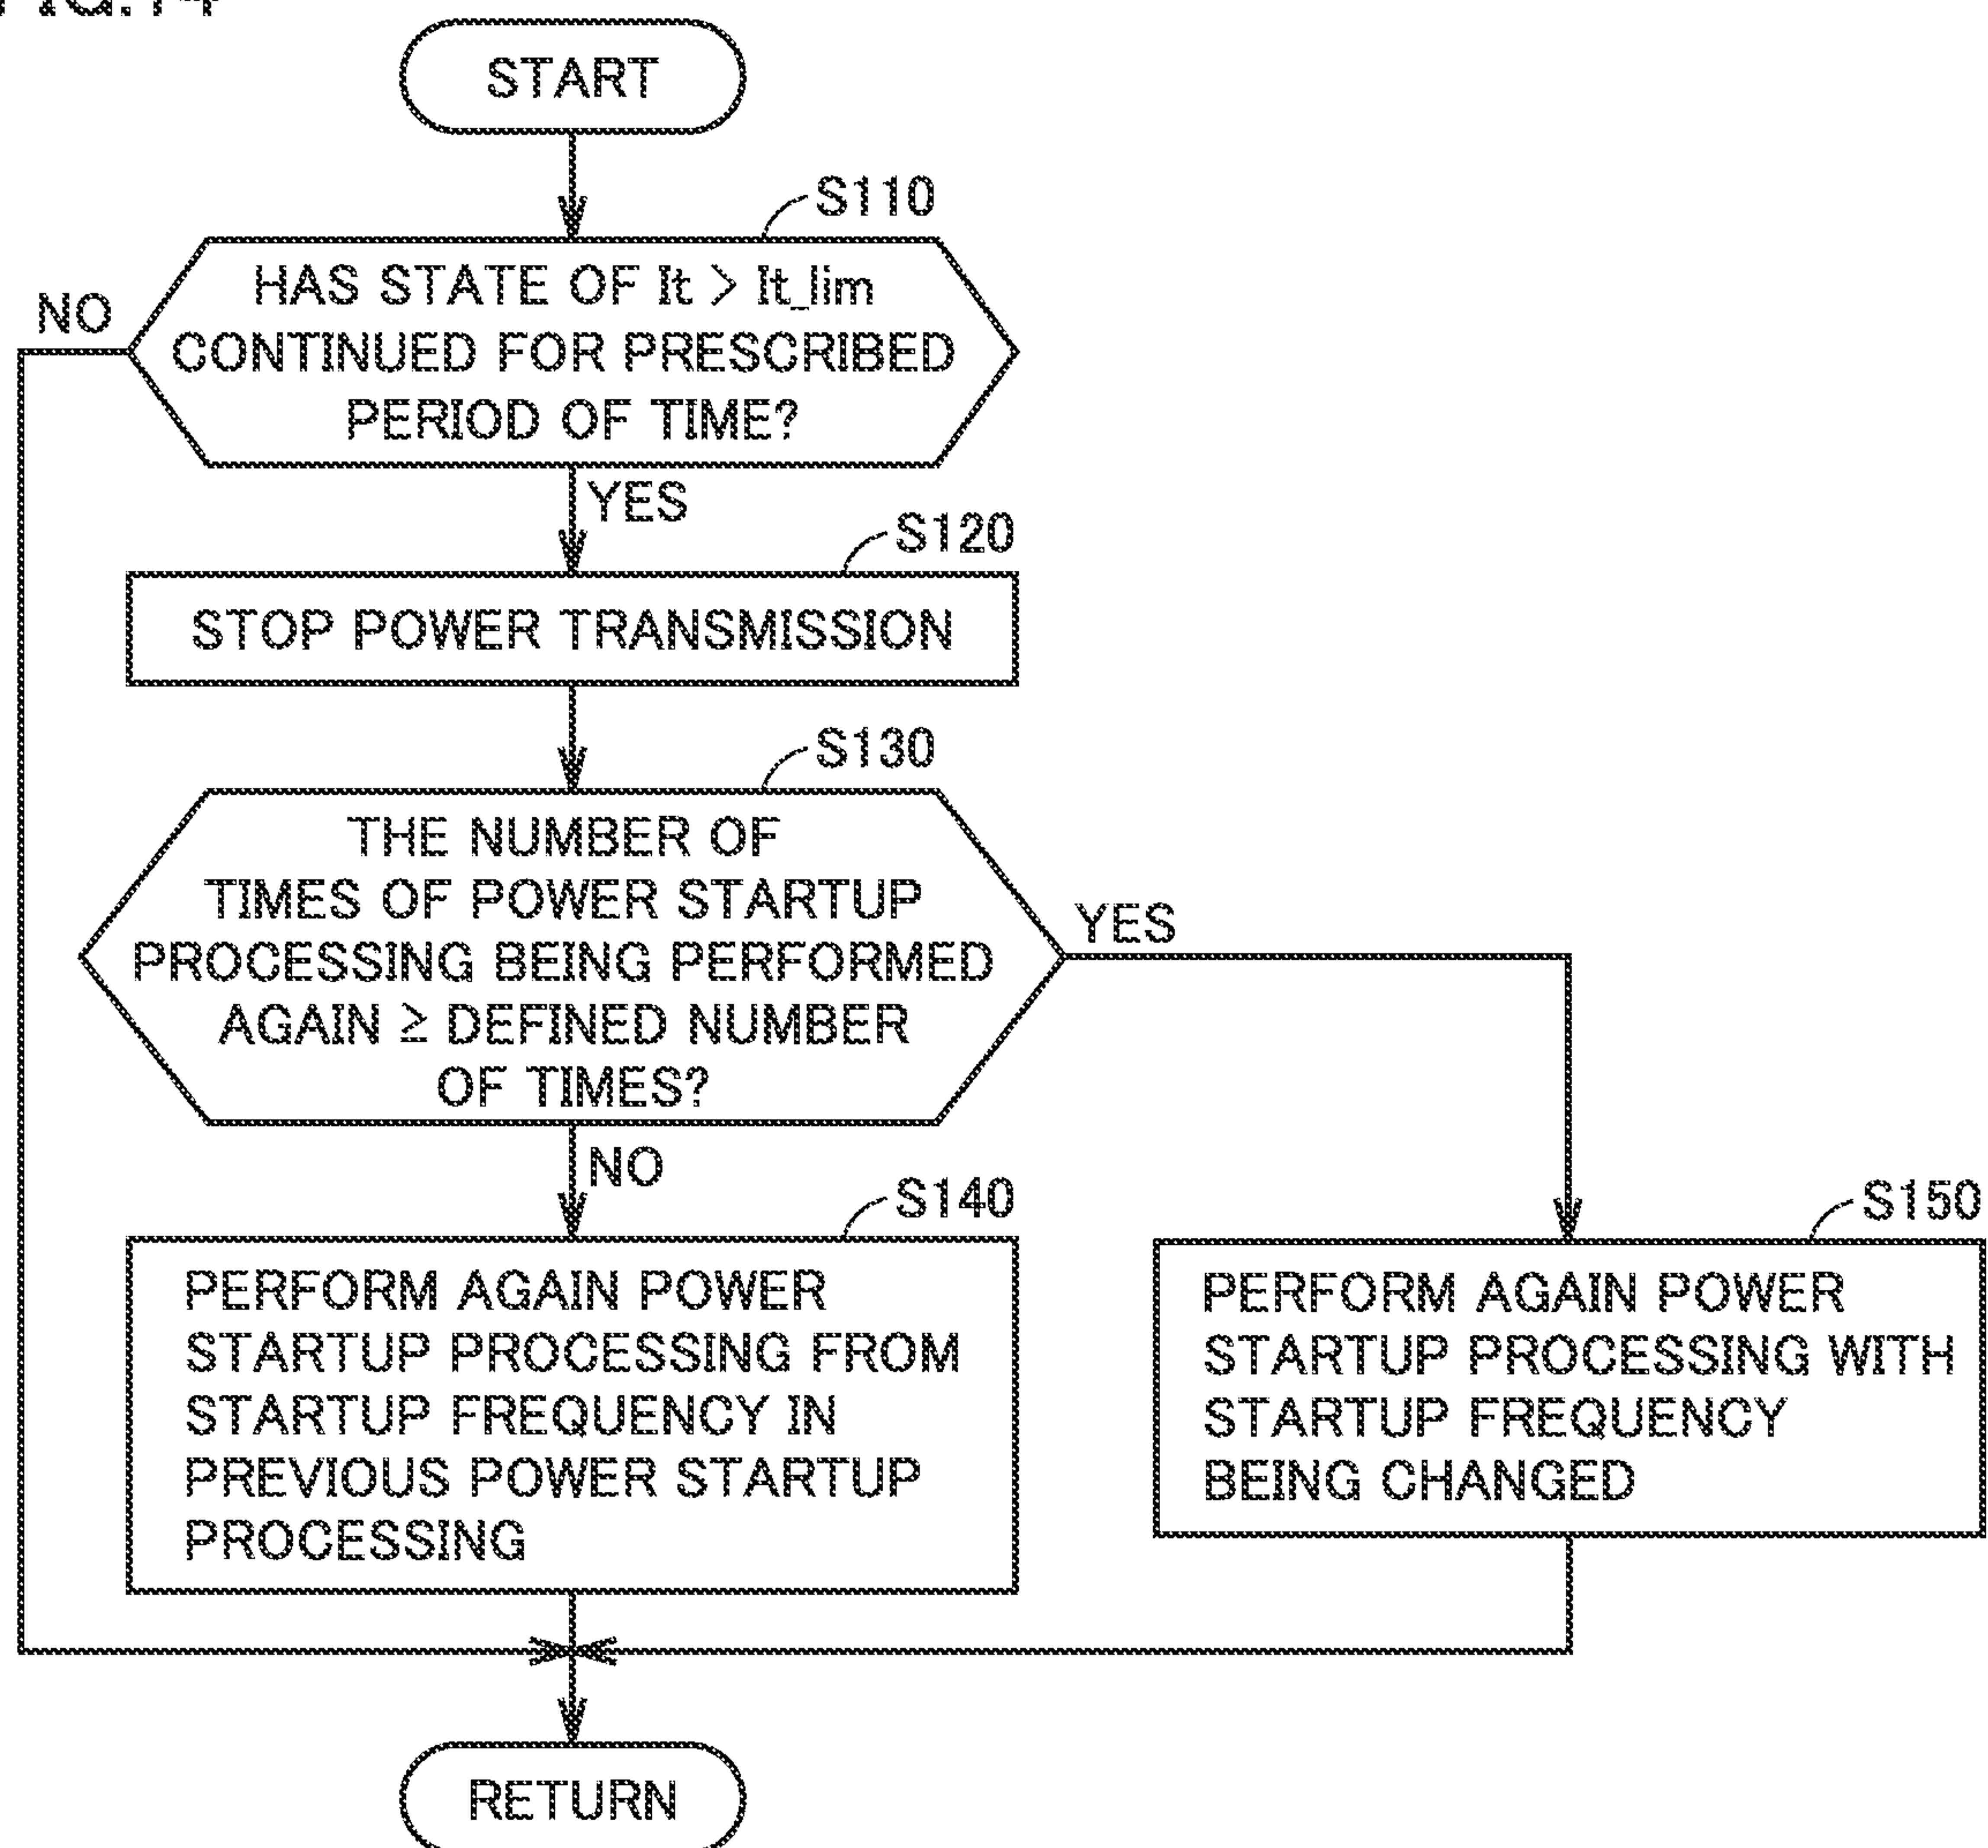 FIG.14
START
S110
HAS STATE OF It > It_lim
CONTINUED FOR PRESCRIBED
PERIOD OF TIME?
NO
YES
S120
STOP POWER TRANSMISSION
S130
THE NUMBER OF
TIMES OF POWER STARTUP
PROCESSING BEING PERFORMED
AGAIN ≥ DEFINED NUMBER
OF TIMES?
YES
NO
S140
PERFORM AGAIN POWER
STARTUP PROCESSING FROM
STARTUP FREQUENCY IN
PREVIOUS POWER STARTUP
PROCESSING
S150
PERFORM AGAIN POWER
STARTUP PROCESSING WITH
STARTUP FREQUENCY
BEING CHANGED
RETURN